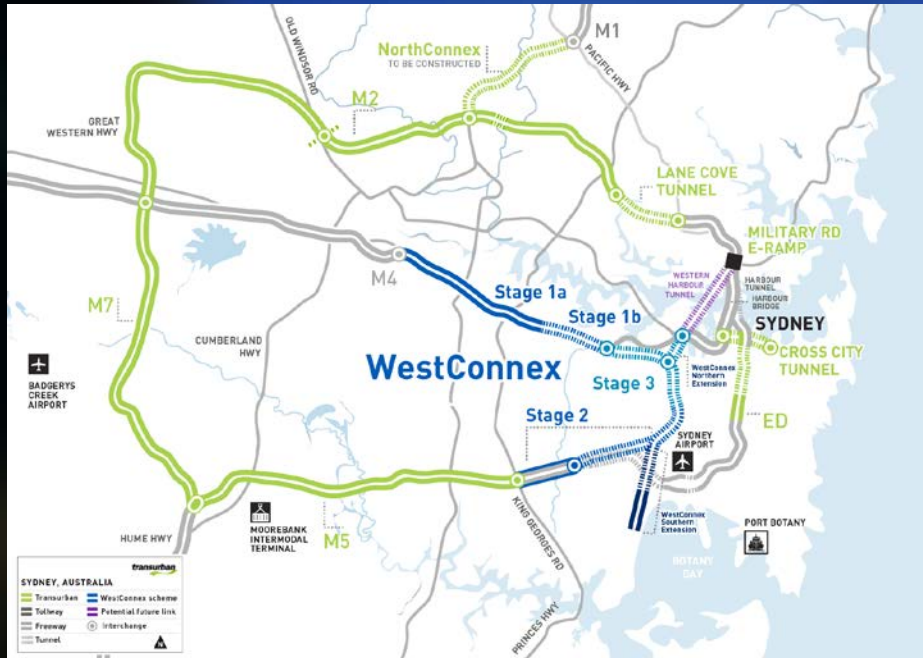 M1
NorthConnex
TO BE CONSTRUCTED
OLD WINDSOR RD
PACIFIC HWY
M2
GREAT
WESTERN HWY
LANE COVE
TUNNEL
MILITARY RD
E-RAMP
WESTERN
HARBOUR
TUNNEL
HARBOUR
TUNNEL
HARBOUR
BRIDGE
M4
Stage 1a
Stage 1b
SYDNEY
M7
CUMBERLAND
HWY
WestConnex
CROSS CITY
TUNNEL
WestConnex
Northern
Extension
Stage 3
BADGERYS
CREEK
AIRPORT
Stage 2
ED
SYDNEY
AIRPORT
KING GEORGES RD
WestConnex
Southern
Extension
PORT BOTANY
MOOREBANK
INTERMODAL
TERMINAL
M5
HUME HWY
BOTANY
BAY
PRINCES HWY
transurban
SYDNEY, AUSTRALIA
Transurban
WestConnex scheme
Tollway
Potential future link
Freeway
Interchange
Tunnel
N